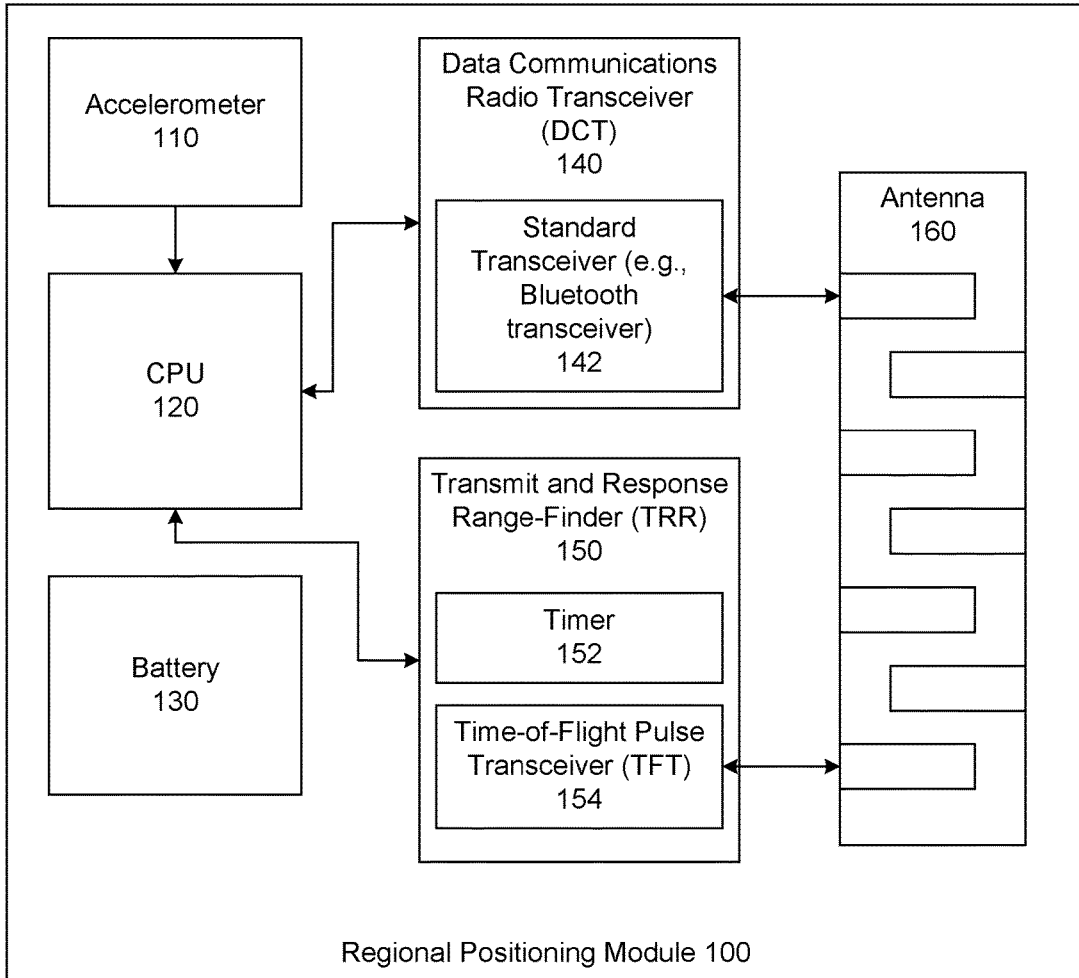 Accelerometer
110
CPU
120
Battery
130
Data Communications
Radio Transceiver
(DCT)
140
Standard
Transceiver (e.g.,
Bluetooth
transceiver)
142
Transmit and Response
Range-Finder (TRR)
150
Timer
152
Time-of-Flight Pulse
Transceiver (TFT)
154
Antenna
160
Regional Positioning Module 100